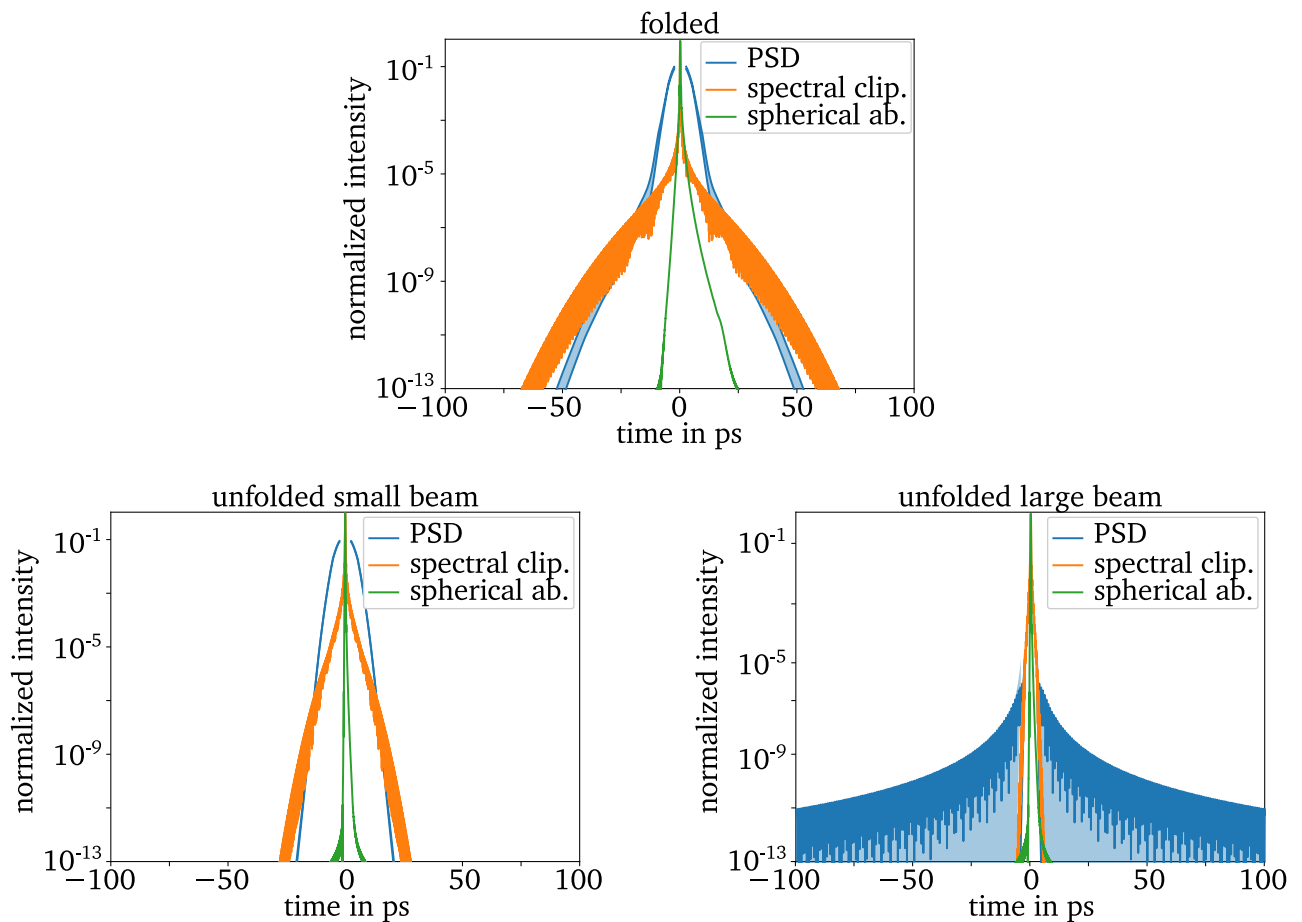 folded
normalized intensity
10-1
10-5
10-9
10-13
PSD
spectral clip.
spherical ab.
−100
−50
0
50
100
time in ps
unfolded small beam
normalized intensity
10-1
10-5
10-9
10-13
PSD
spectral clip.
spherical ab.
−100
−50
0
50
100
time in ps
unfolded large beam
normalized intensity
10-1
10-5
10-9
10-13
PSD
spectral clip.
spherical ab.
−100
−50
0
50
100
time in ps